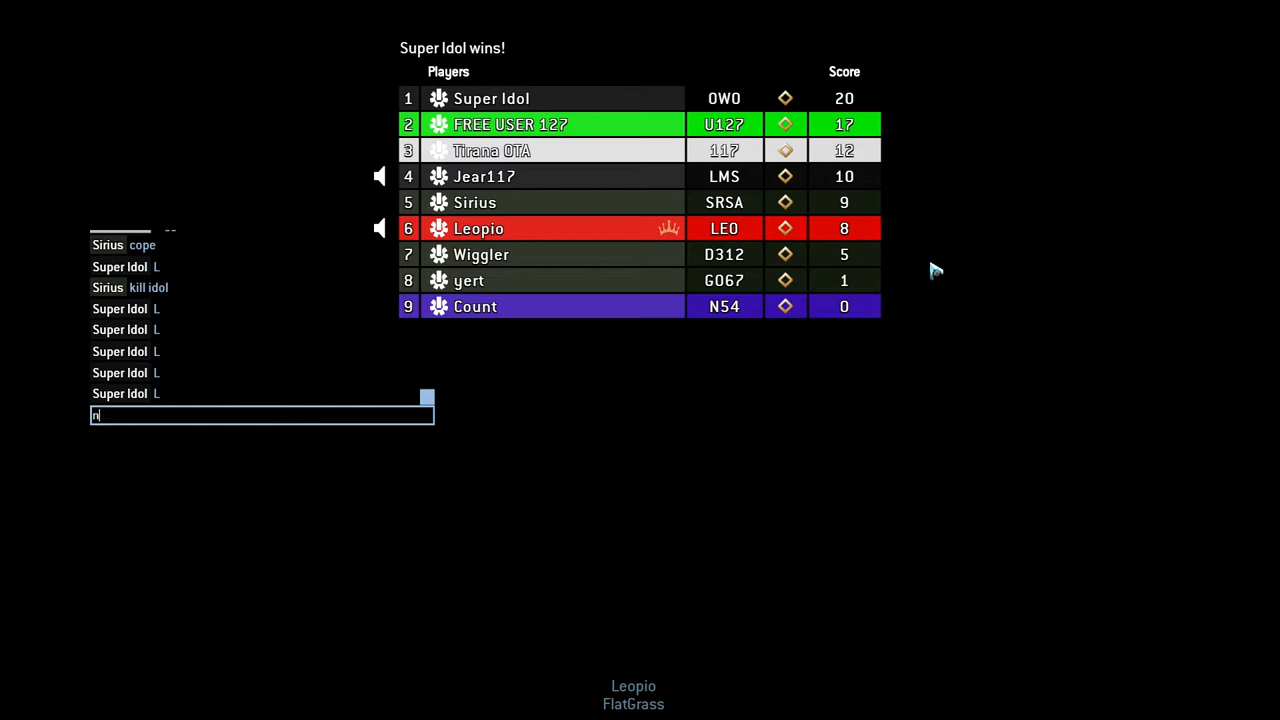 Super Idol wins!
Players Score
1 Super Idol OWO 20
2 FREE USER 127 U127 17
3 Tirana OTA 117 12
4 Jear117 LMS 10
5 Sirius SRSA 9
6 Leopio LEO 8
7 Wiggler D312 5
8 yert GO67 1
9 Count N54 0
Sirius cope
Super Idol L
Sirius kill idol
Super Idol L
Super Idol L
Super Idol L
Super Idol L
Super Idol L
n
Leopio
FlatGrass